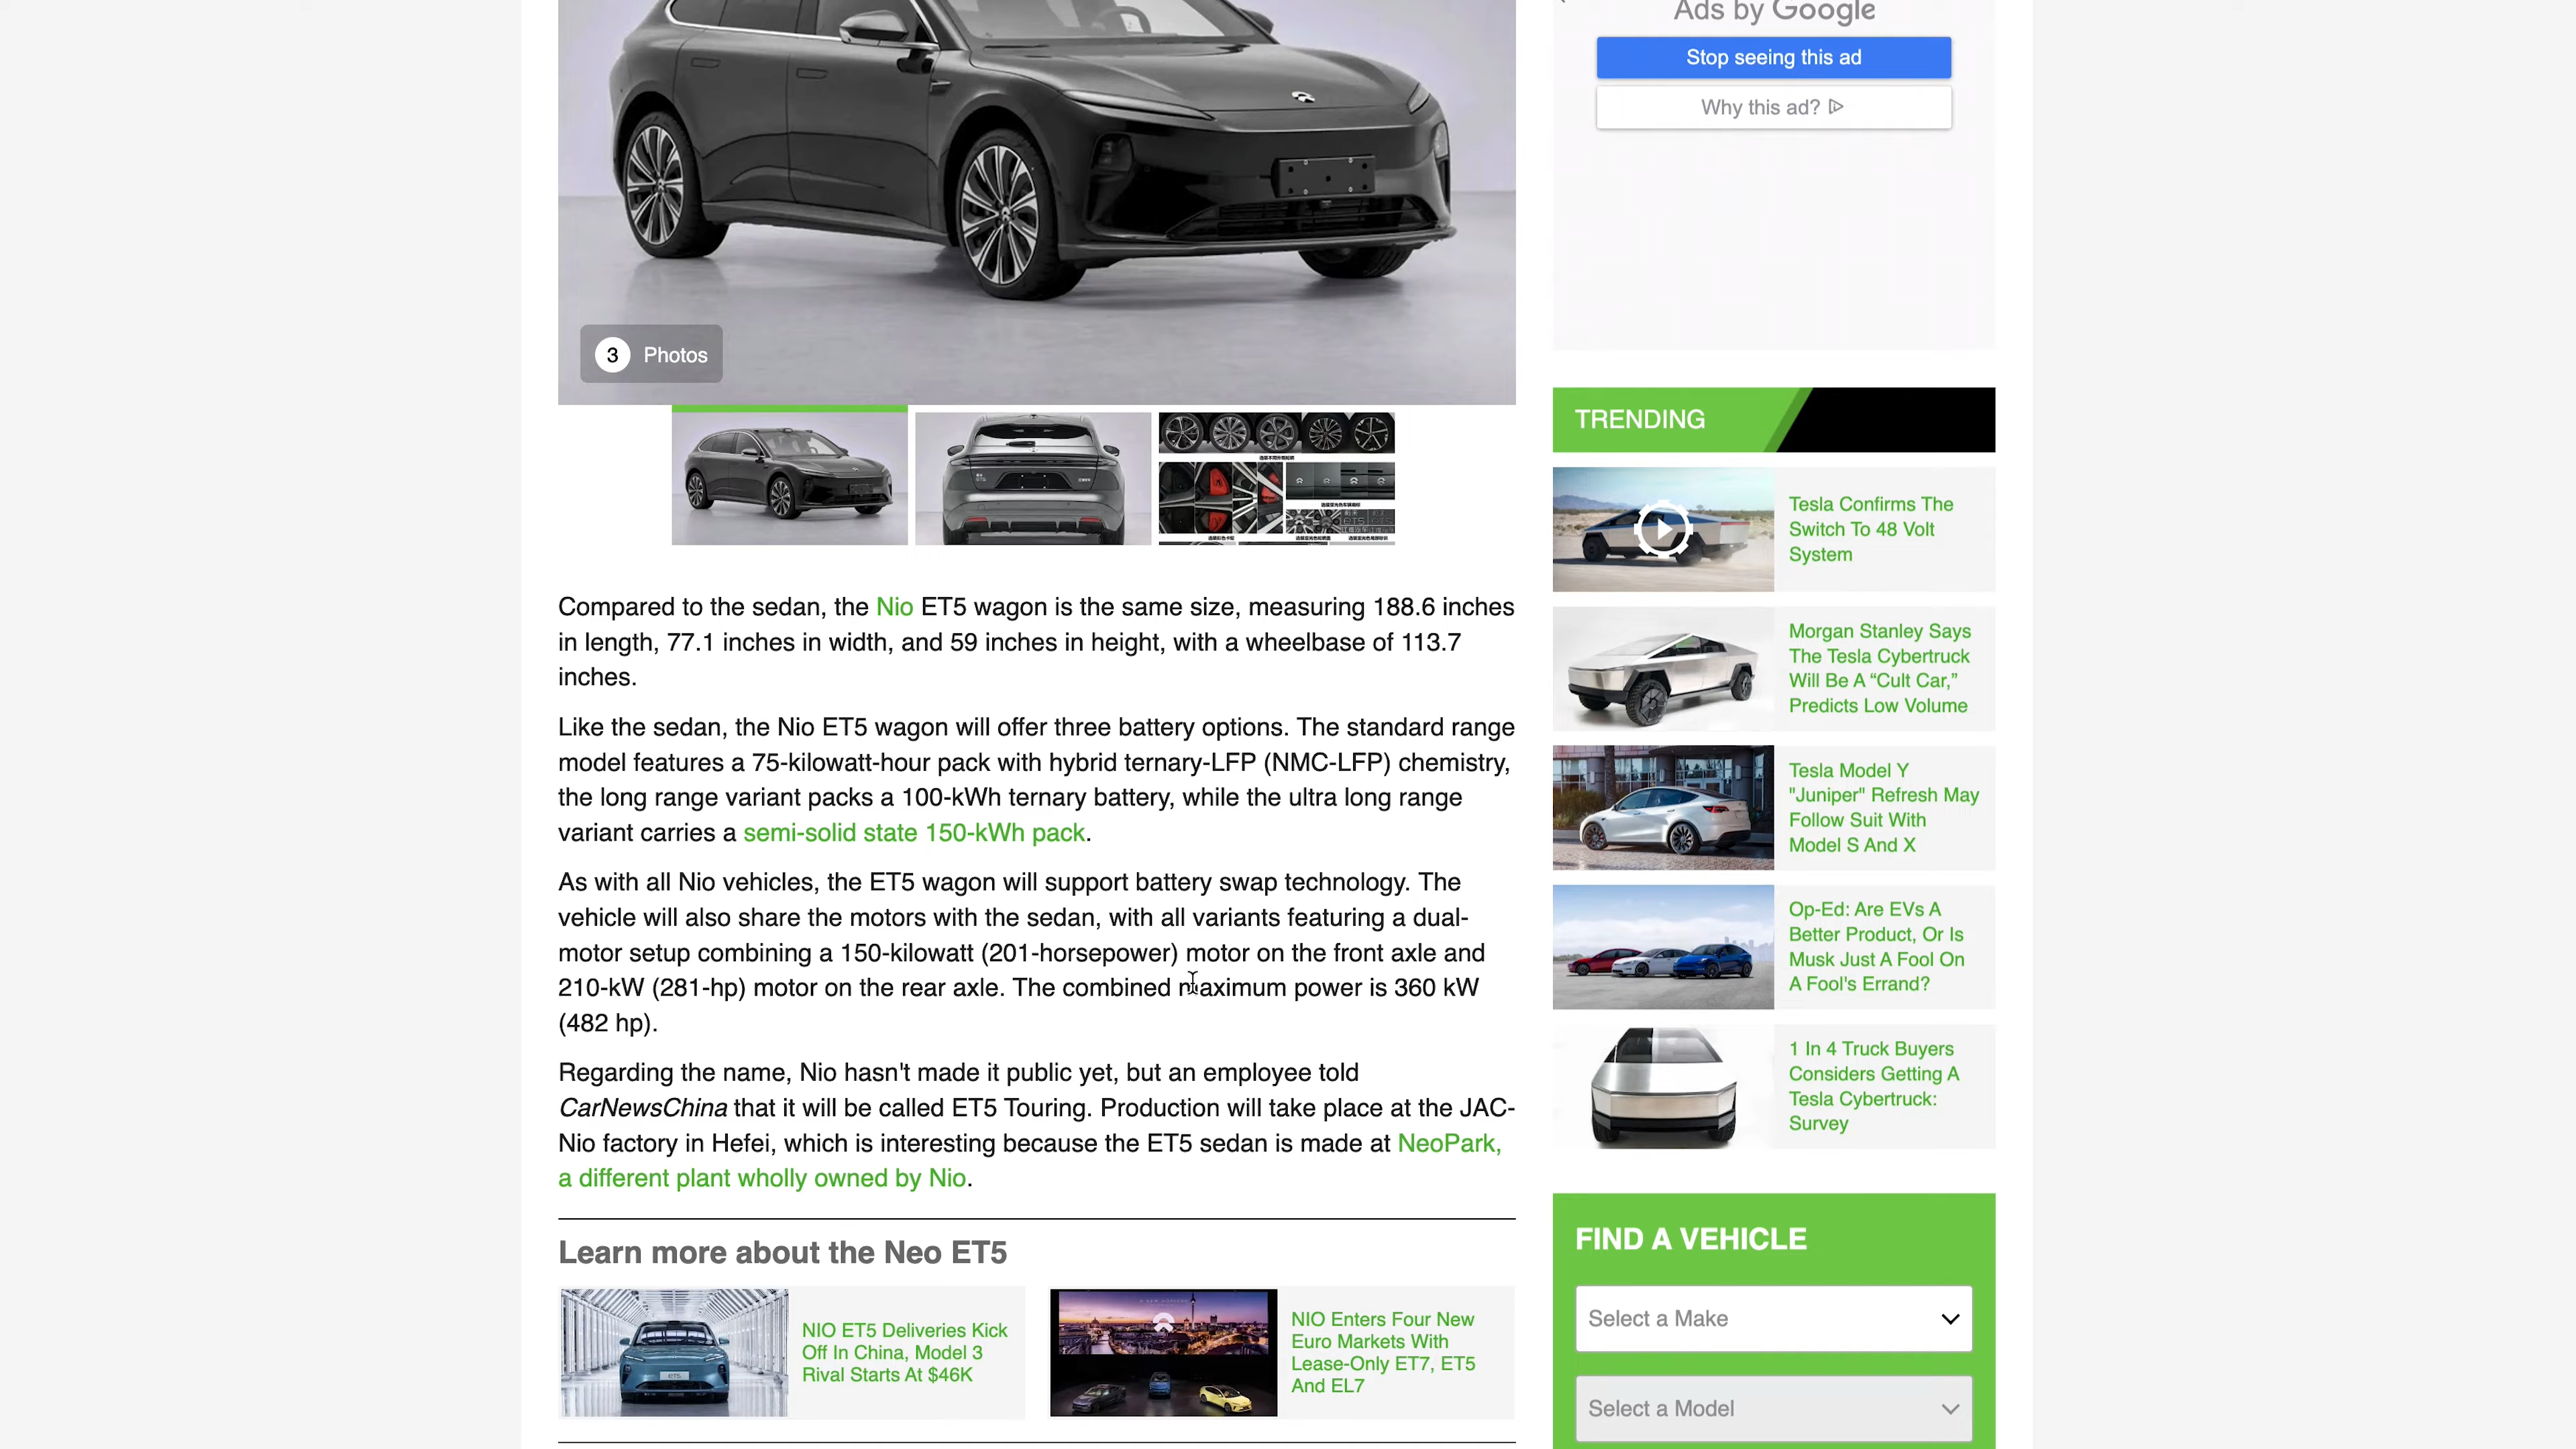 Ads by Google
Stop seeing this ad
Why this ad?
3 Photos
TRENDING
Tesla Confirms The
Switch To 48 Volt
System
Morgan Stanley Says
The Tesla Cybertruck
Will Be A “Cult Car,”
Predicts Low Volume
Tesla Model Y
"Juniper" Refresh May
Follow Suit With
Model S And X
Op-Ed: Are EVs A
Better Product, Or Is
Musk Just A Fool On
A Fool's Errand?
1 In 4 Truck Buyers
Considers Getting A
Tesla Cybertruck:
Survey
Compared to the sedan, the Nio ET5 wagon is the same size, measuring 188.6 inches
in length, 77.1 inches in width, and 59 inches in height, with a wheelbase of 113.7
inches.
Like the sedan, the Nio ET5 wagon will offer three battery options. The standard range
model features a 75-kilowatt-hour pack with hybrid ternary-LFP (NMC-LFP) chemistry,
the long range variant packs a 100-kWh ternary battery, while the ultra long range
variant carries a semi-solid state 150-kWh pack.
As with all Nio vehicles, the ET5 wagon will support battery swap technology. The
vehicle will also share the motors with the sedan, with all variants featuring a dual-
motor setup combining a 150-kilowatt (201-horsepower) motor on the front axle and
210-kW (281-hp) motor on the rear axle. The combined maximum power is 360 kW
(482 hp).
Regarding the name, Nio hasn't made it public yet, but an employee told
CarNewsChina that it will be called ET5 Touring. Production will take place at the JAC-
Nio factory in Hefei, which is interesting because the ET5 sedan is made at NeoPark,
a different plant wholly owned by Nio.
Learn more about the Neo ET5
et5
NIO ET5 Deliveries Kick
Off In China, Model 3
Rival Starts At $46K
NIO Enters Four New
Euro Markets With
Lease-Only ET7, ET5
And EL7
FIND A VEHICLE
Select a Make
Select a Model